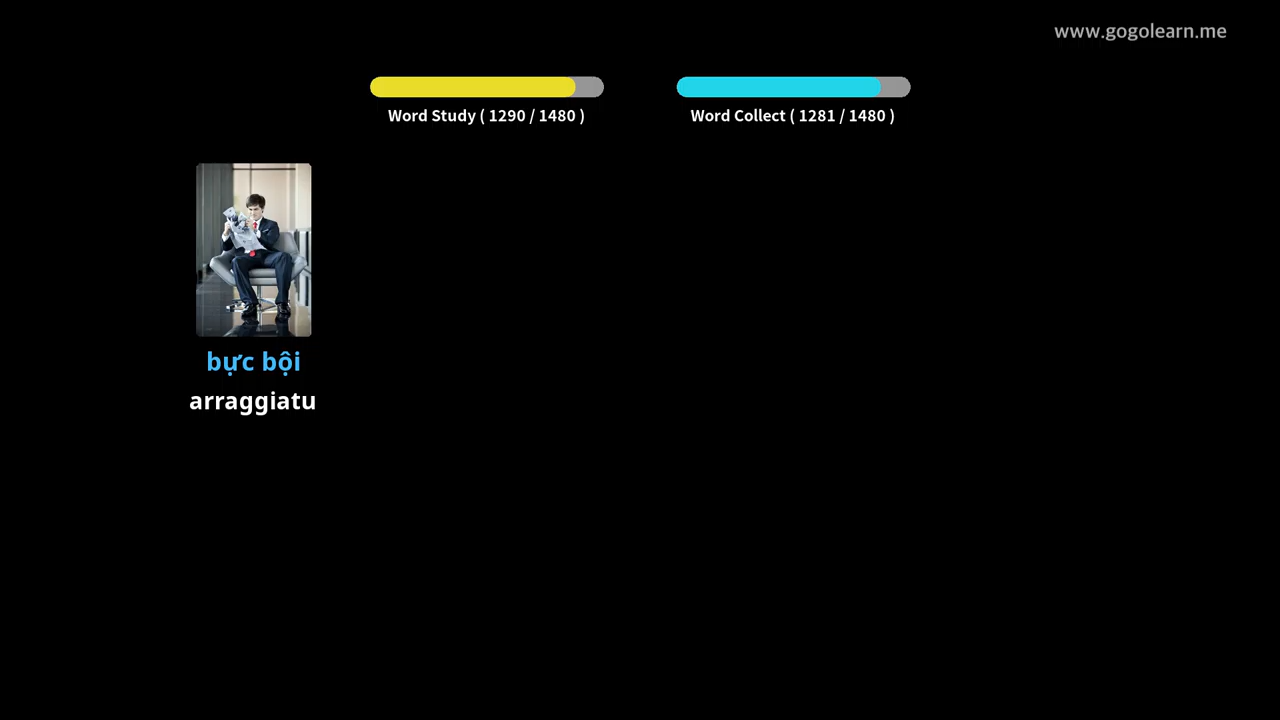 www.gogolearn.me
Word Study ( 1290 / 1480 )
Word Collect ( 1281 / 1480 )
bực bội
arraggiatu